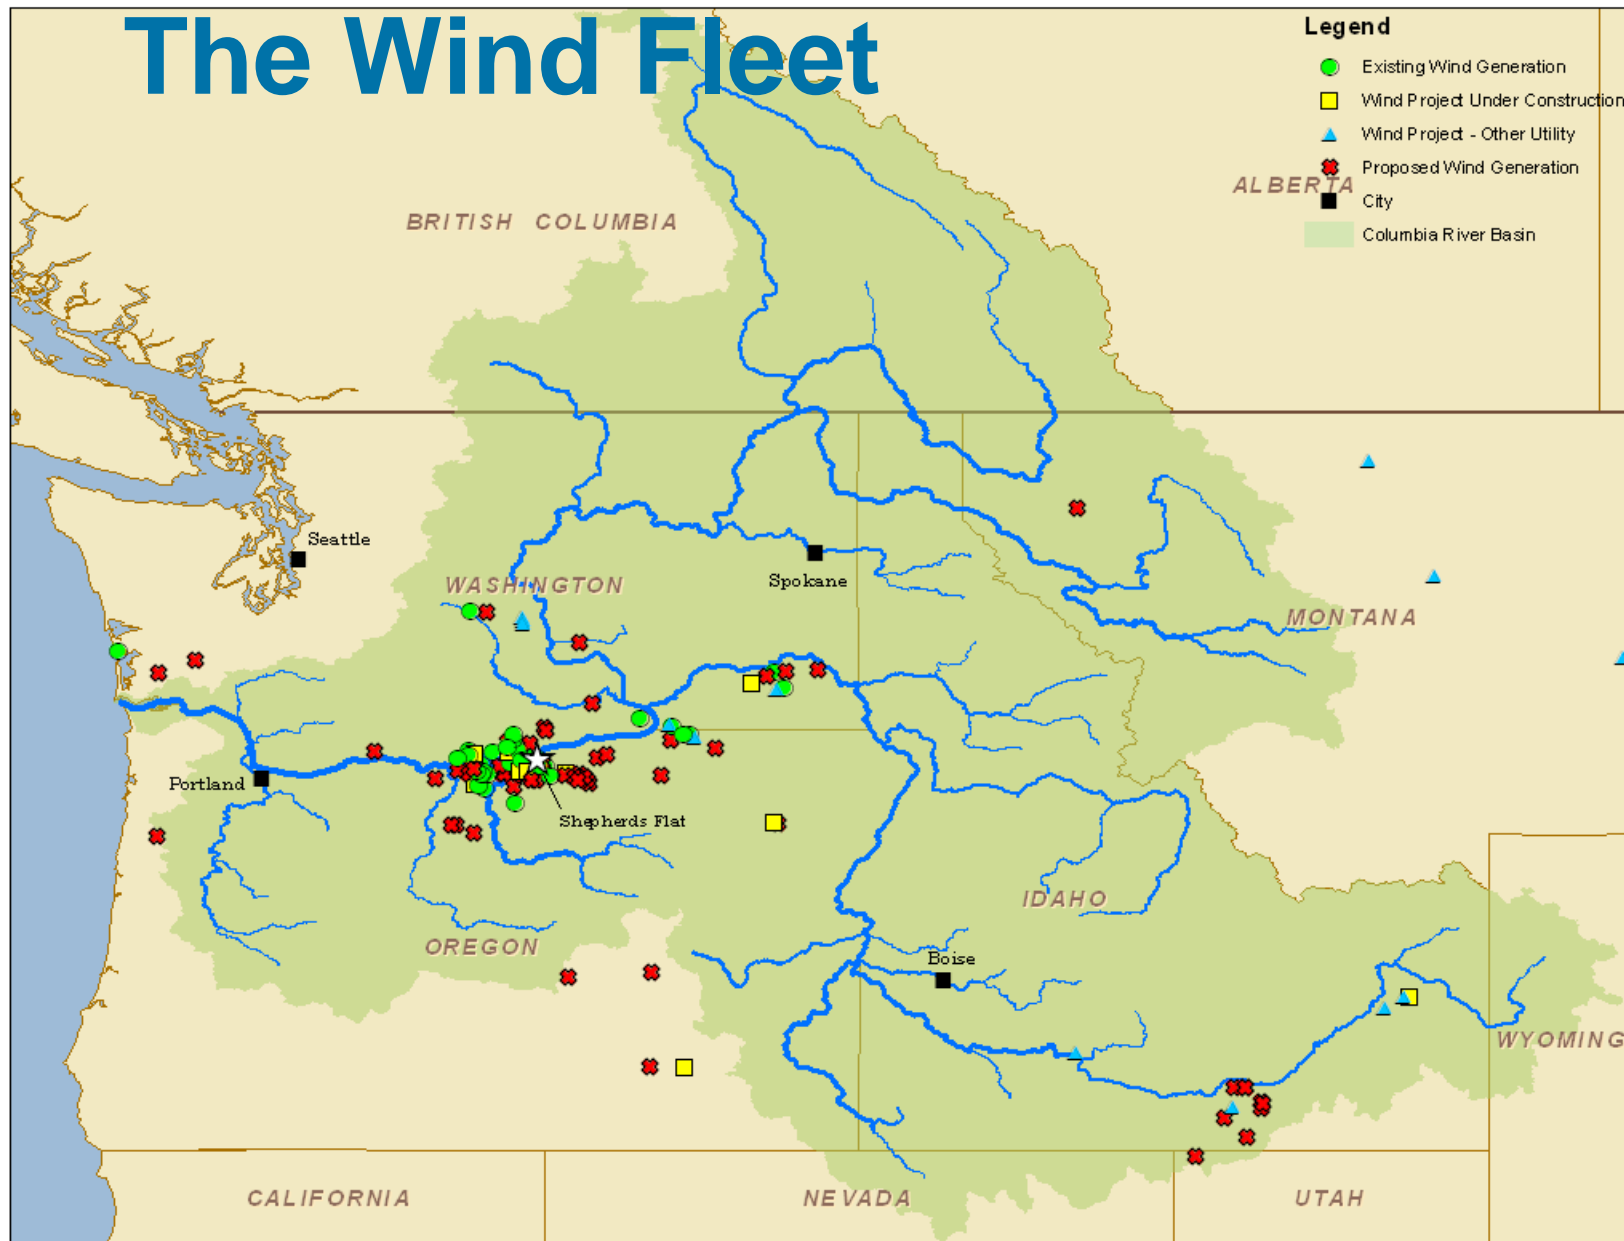 The Wind Fleet
Legend
Existing Wind Generation
Wind Project Under Construction
Wind Project - Other Utility
Proposed Wind Generation
ALBERTA
City
BRITISH COLUMBIA
Columbia River Basin
Seattle
Spokane
WASHINGTON
MONTANA
Portland
Shepherds Flat
IDAHO
OREGON
Boise
WYOMING
CALIFORNIA
NEVADA
UTAH